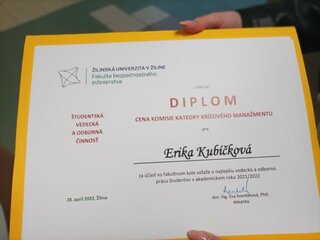 ŽILINSKÁ UNIVERZITA V ŽILINE
Fakulta bezpečnostného
inžinierstva
udeľuje
DIPLOM
CENA KOMISIE KATEDRY KRÍZOVÉHO MANAŽMENTU
pre
ŠTUDENTSKÁ
VEDECKÁ
A ODBORNÁ
ČINNOSŤ
Erika Kubičková
za účasť vo fakultnom kole súťaže o najlepšiu vedeckú a odbornú
prácu študentov v akademickom roku 2021/2022
28. apríl 2022, Žilina
doc. Ing. Eva Sventeková, PhD.
dekanka